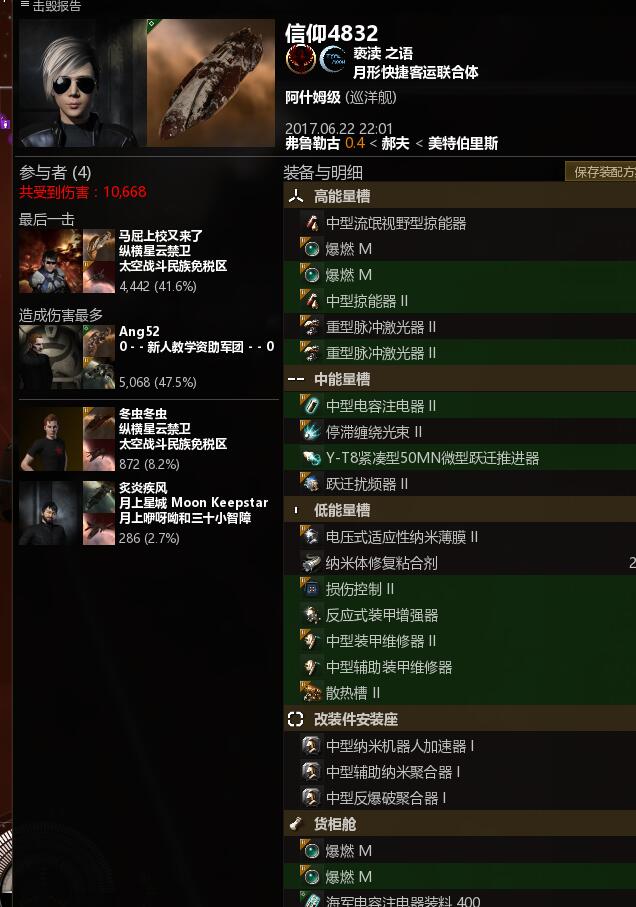 击毁报告
信仰4832
亵渎 之语
月形快捷客运联合体
阿什姆级 (巡洋舰)
2017.06.22 22:01
弗鲁勒古 0.4 < 郝夫 < 美特伯里斯
参与者 (4)
共受到伤害：10,668
最后一击
马屈上校又来了
纵横星云禁卫
太空战斗民族免税区
4,442 (41.6%)
造成伤害最多
Ang52
0 - - 新人教学资助军团 - - 0
5,068 (47.5%)
冬虫冬虫
纵横星云禁卫
太空战斗民族免税区
872 (8.2%)
炙炎疾风
月上星城 Moon Keepstar
月上咿呀呦和三十小智障
286 (2.7%)
装备与明细
保存装配方
高能量槽
中型流氓视野型掠能器
爆燃 M
爆燃 M
中型掠能器 II
重型脉冲激光器 II
重型脉冲激光器 II
中能量槽
中型电容注电器 II
停滞缠绕光束 II
Y-T8紧凑型50MN微型跃迁推进器
跃迁扰频器 II
低能量槽
电压式适应性纳米薄膜 II
纳米体修复粘合剂 2
损伤控制 II
反应式装甲增强器
中型装甲维修器 II
中型辅助装甲维修器
散热槽 II
改装件安装座
中型纳米机器人加速器 I
中型辅助纳米聚合器 I
中型反爆破聚合器 I
货柜舱
爆燃 M
爆燃 M
海军电容注电器装料 400